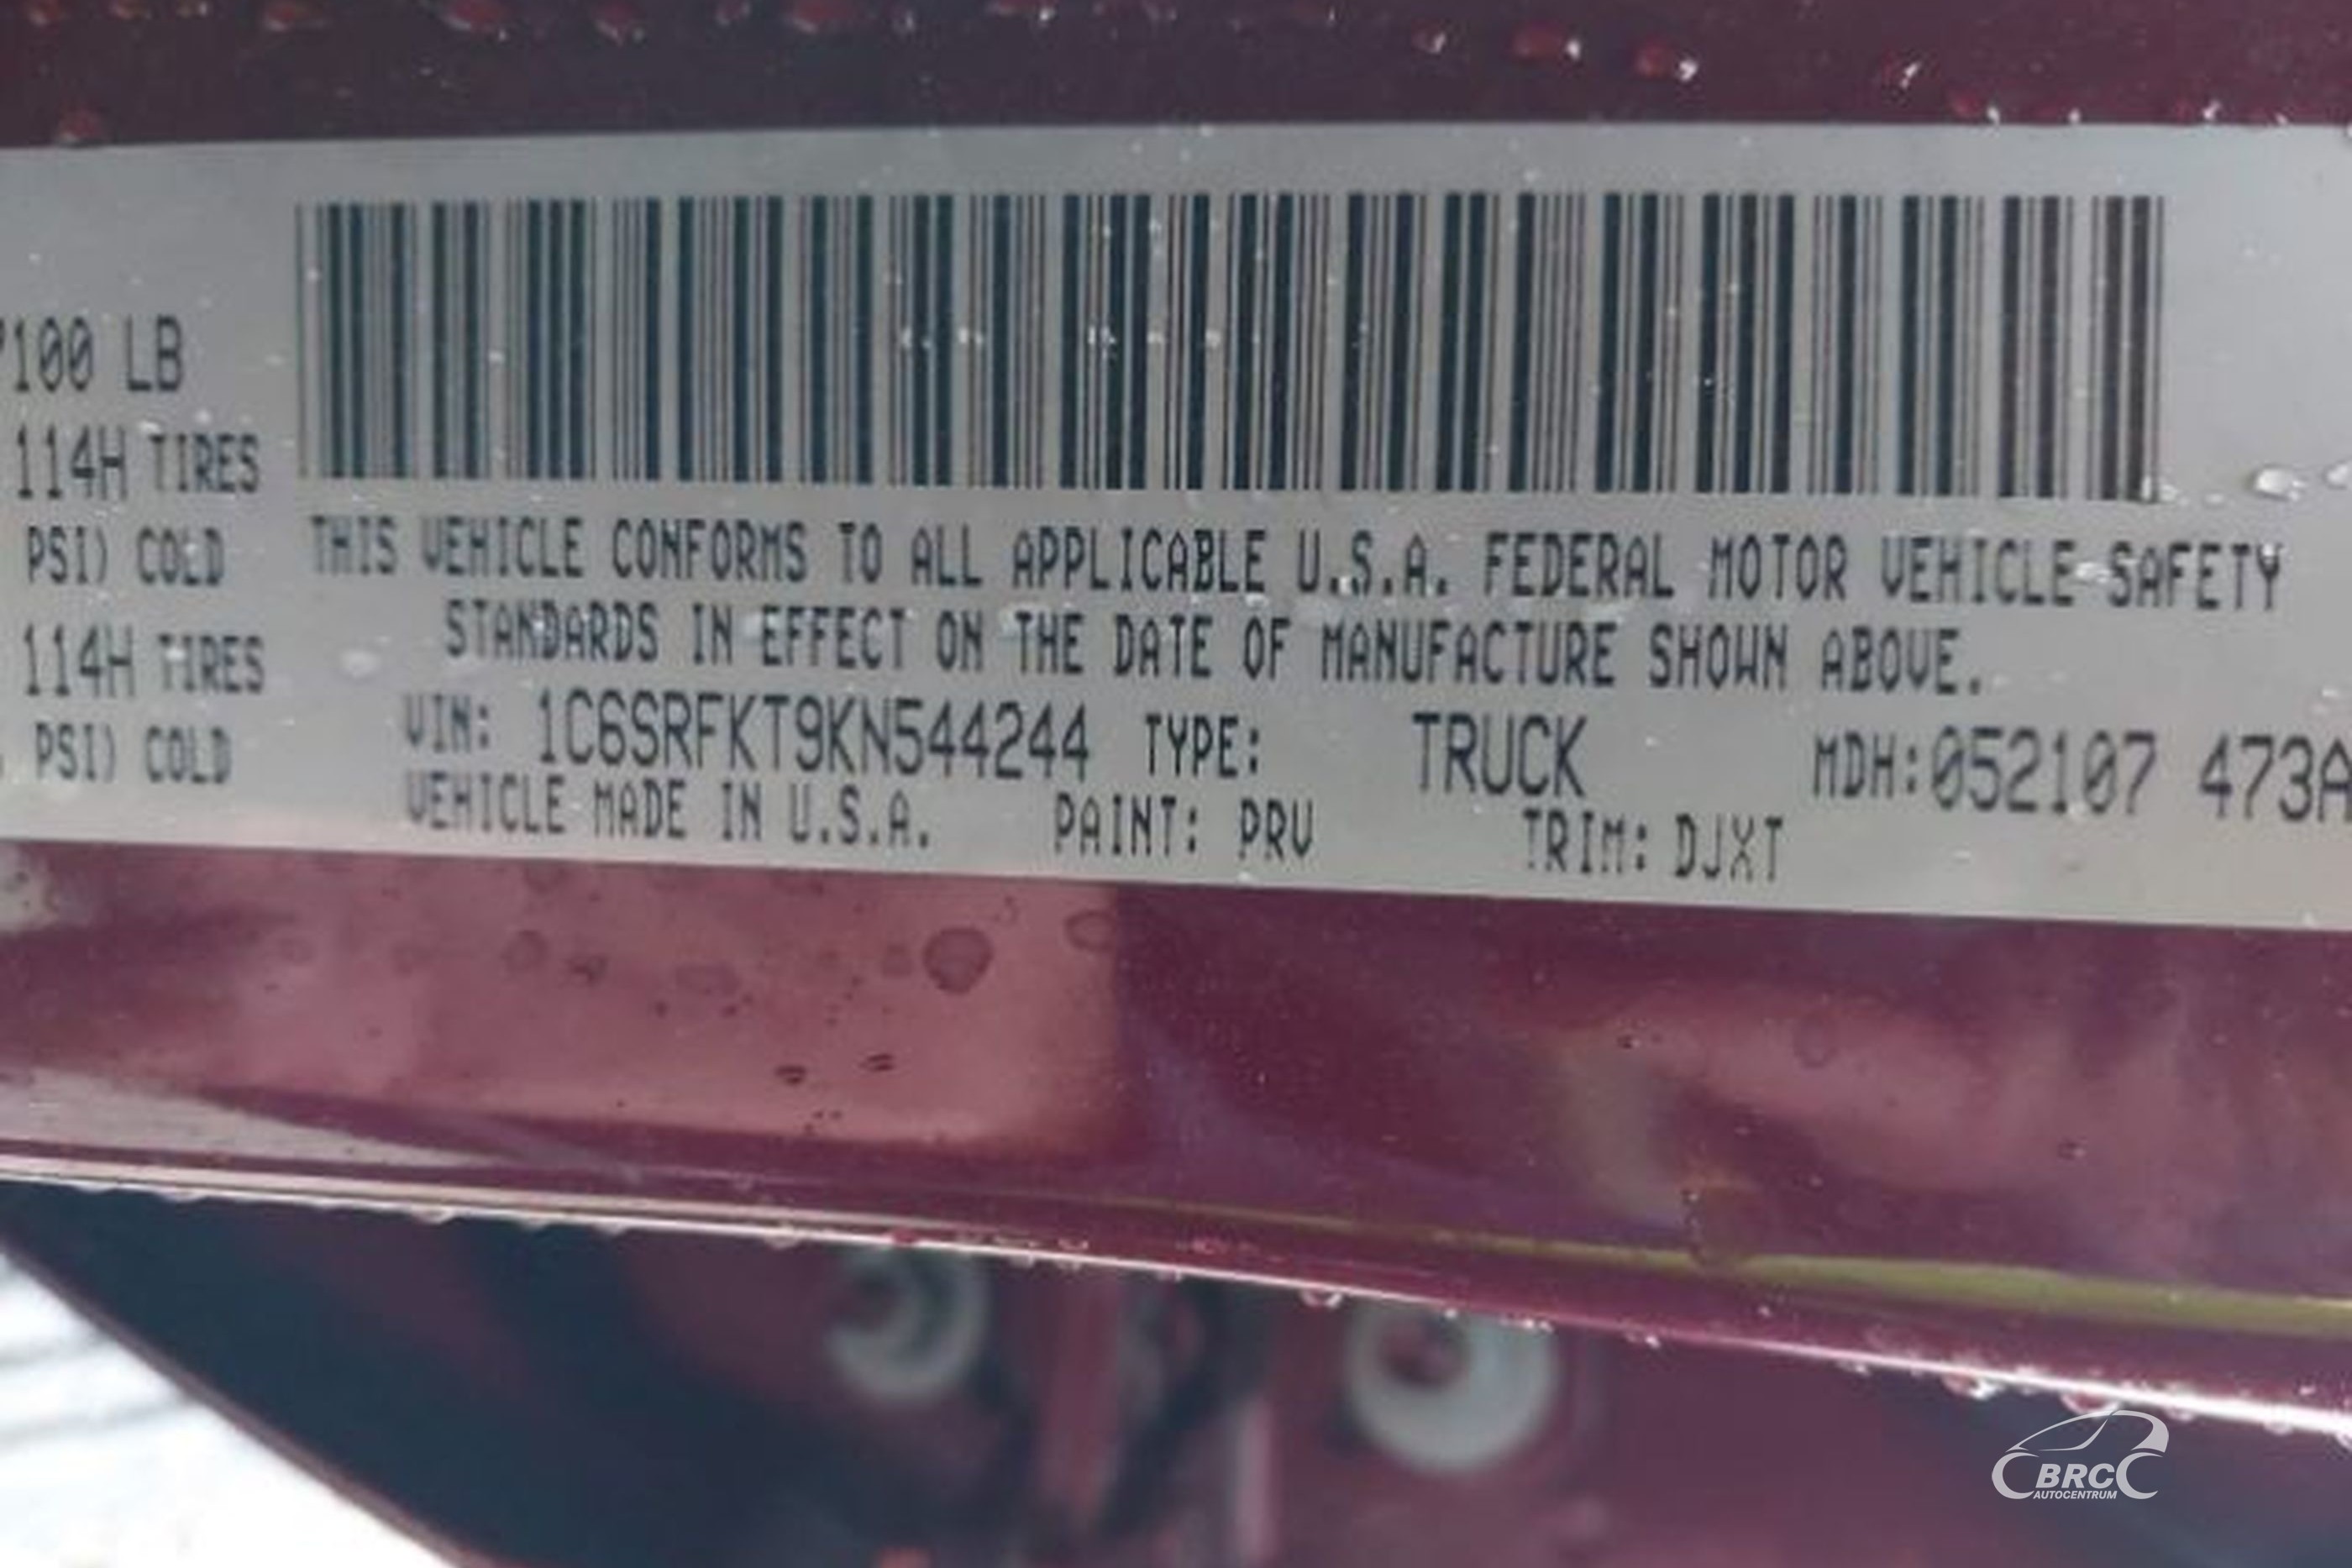 7100 LB
114H TIRES
PSI) COLD
114H TIRES
PSI) COLD
THIS VEHICLE CONFORMS TO ALL APPLICABLE U.S.A. FEDERAL MOTOR VEHICLE SAFETY
STANDARDS IN EFFECT ON THE DATE OF MANUFACTURE SHOWN ABOVE.
VIN: 1C6SRFKT9KN544244 TYPE: TRUCK MDH:052107 473A
VEHICLE MADE IN U.S.A. PAINT: PRV TRIM: DJXT
BRC
AUTOCENTRUM